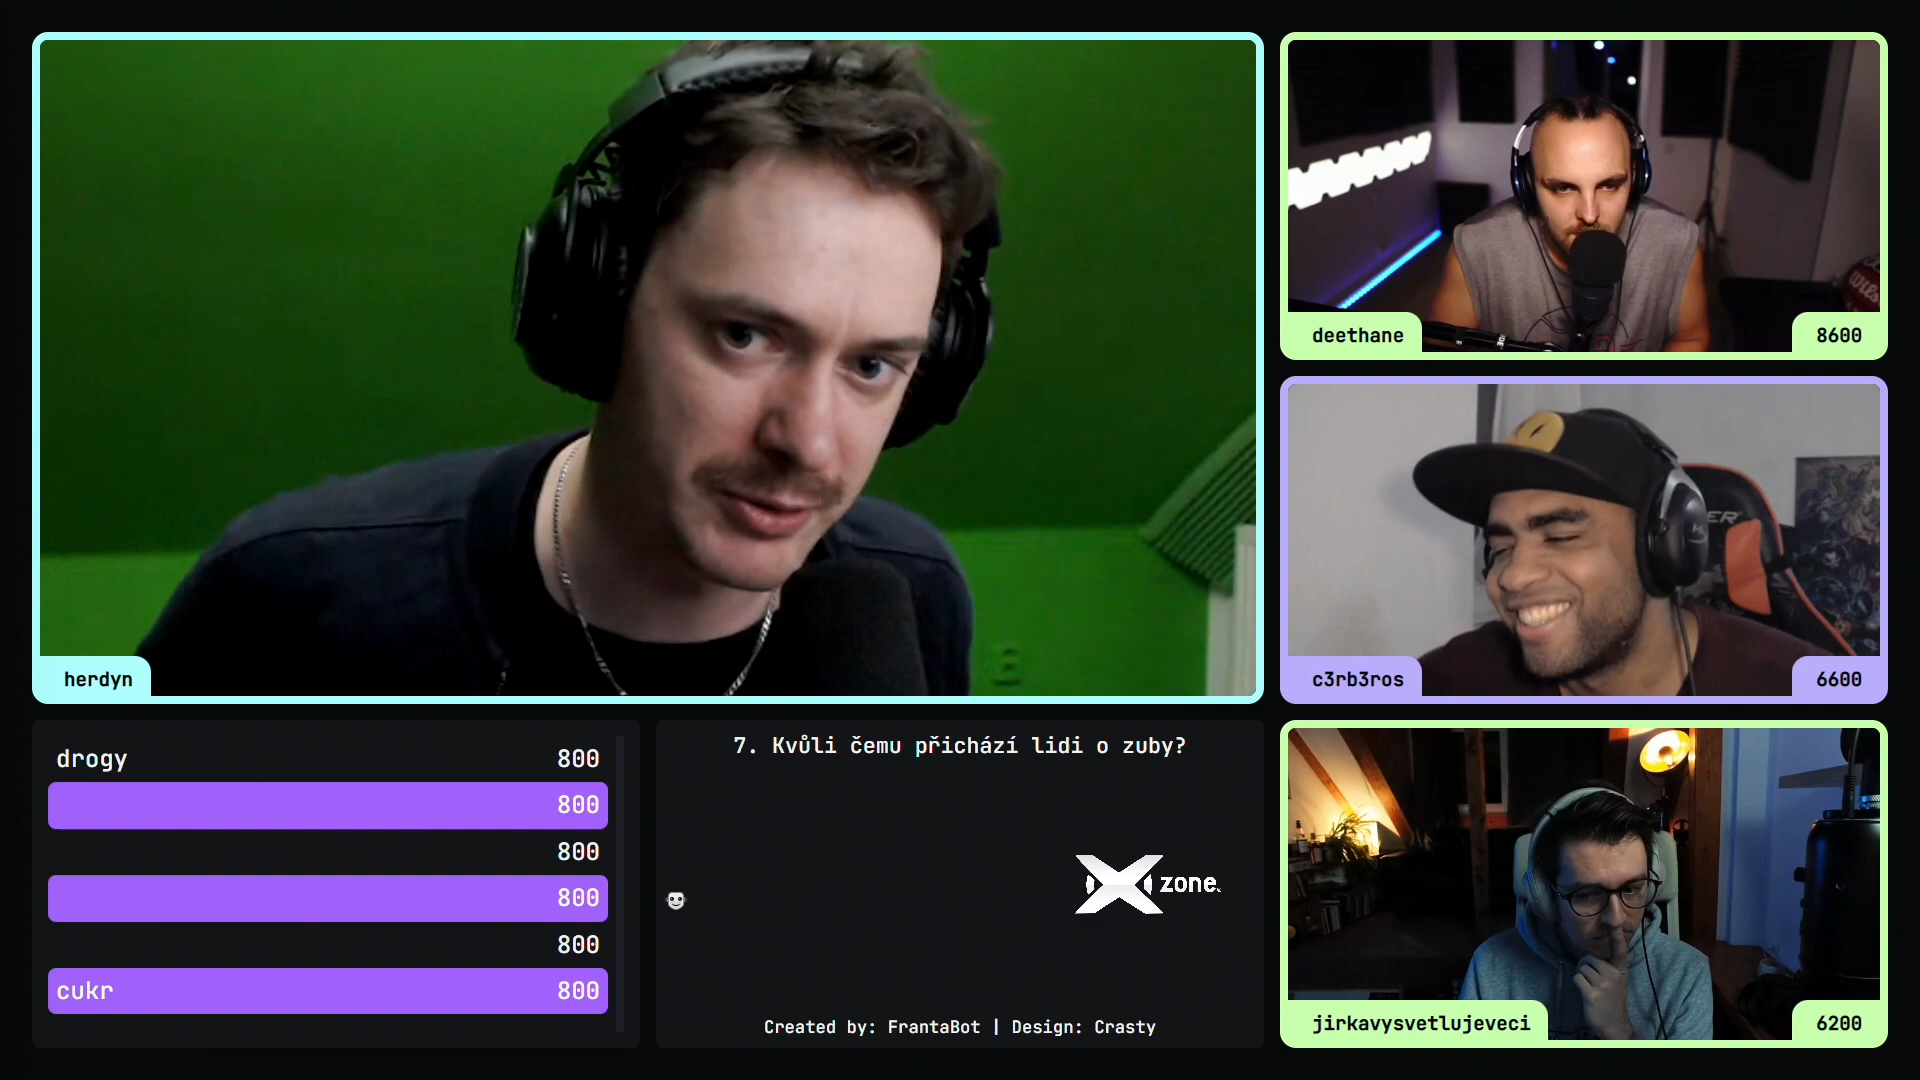 herdyn
deethane
8600
c3rb3ros
6600
jirkavysvetlujeveci
6200
drogy 800
800
800
800
800
cukr 800
7. Kvůli čemu přichází lidi o zuby?
X zone.
Created by: FrantaBot | Design: Crasty